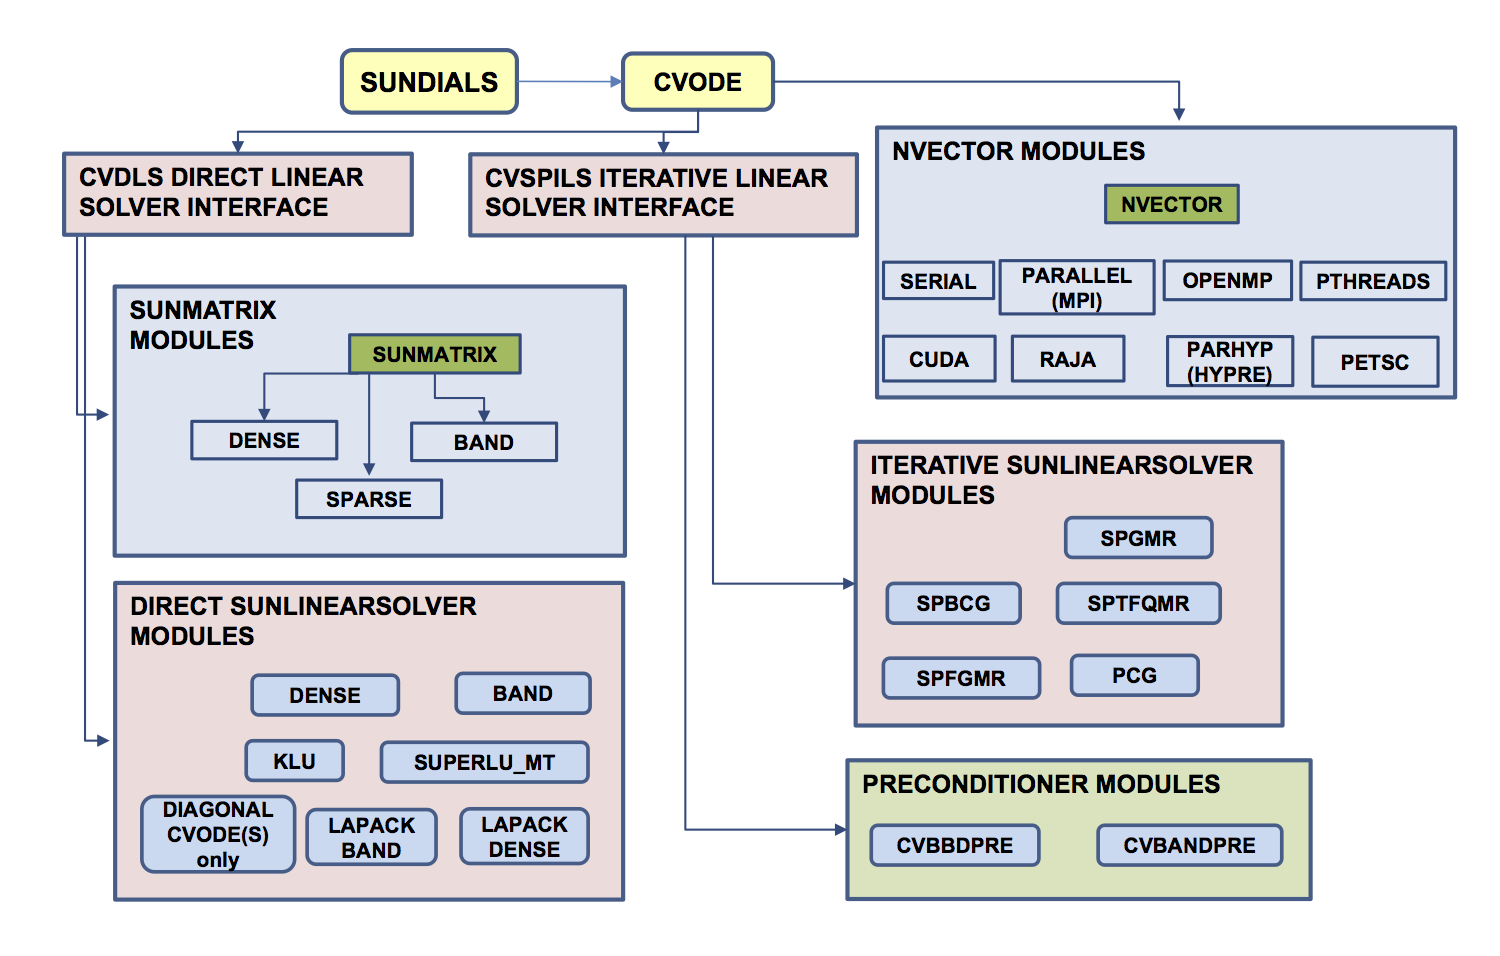 SUNDIALS
CVODE
CVDLS DIRECT LINEAR
SOLVER INTERFACE
CVSPILS ITERATIVE LINEAR
SOLVER INTERFACE
NVECTOR MODULES
NVECTOR
SERIAL
PARALLEL
(MPI)
OPENMP
PTHREADS
CUDA
RAJA
PARHYP
(HYPRE)
PETSC
SUNMATRIX
MODULES
SUNMATRIX
DENSE
BAND
SPARSE
ITERATIVE SUNLINEARSOLVER
MODULES
SPGMR
SPBCG
SPTFQMR
SPFGMR
PCG
DIRECT SUNLINEARSOLVER
MODULES
DENSE
BAND
KLU
SUPERLU_MT
DIAGONAL
CVODE(S)
only
LAPACK
BAND
LAPACK
DENSE
PRECONDITIONER MODULES
CVBBDPRE
CVBANDPRE